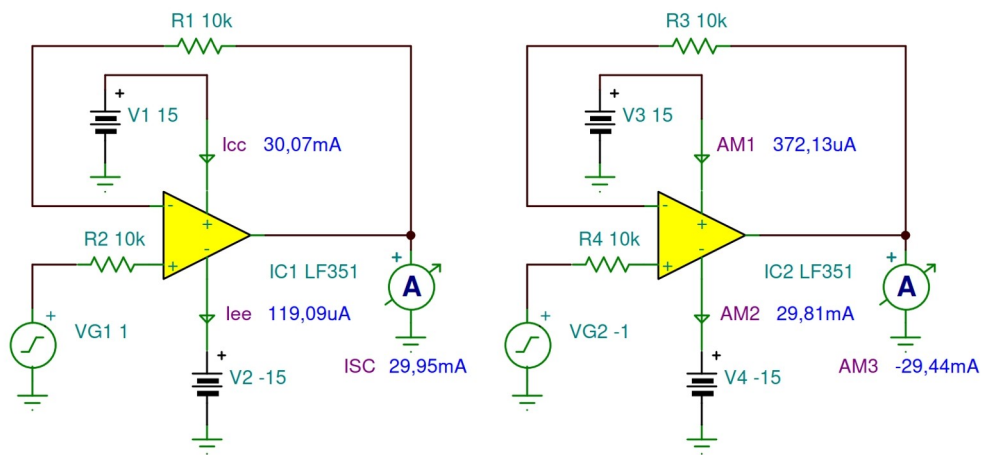 R1 10k
+
V1 15
Icc 30,07mA
-
+
-
R2 10k
+
IC1 LF351
+
A
+
VG1 1
Iee 119,09uA
+
V2 -15
ISC 29,95mA
R3 10k
+
V3 15
AM1 372,13uA
-
+
-
R4 10k
+
IC2 LF351
+
A
+
VG2 -1
AM2 29,81mA
+
V4 -15
AM3 -29,44mA